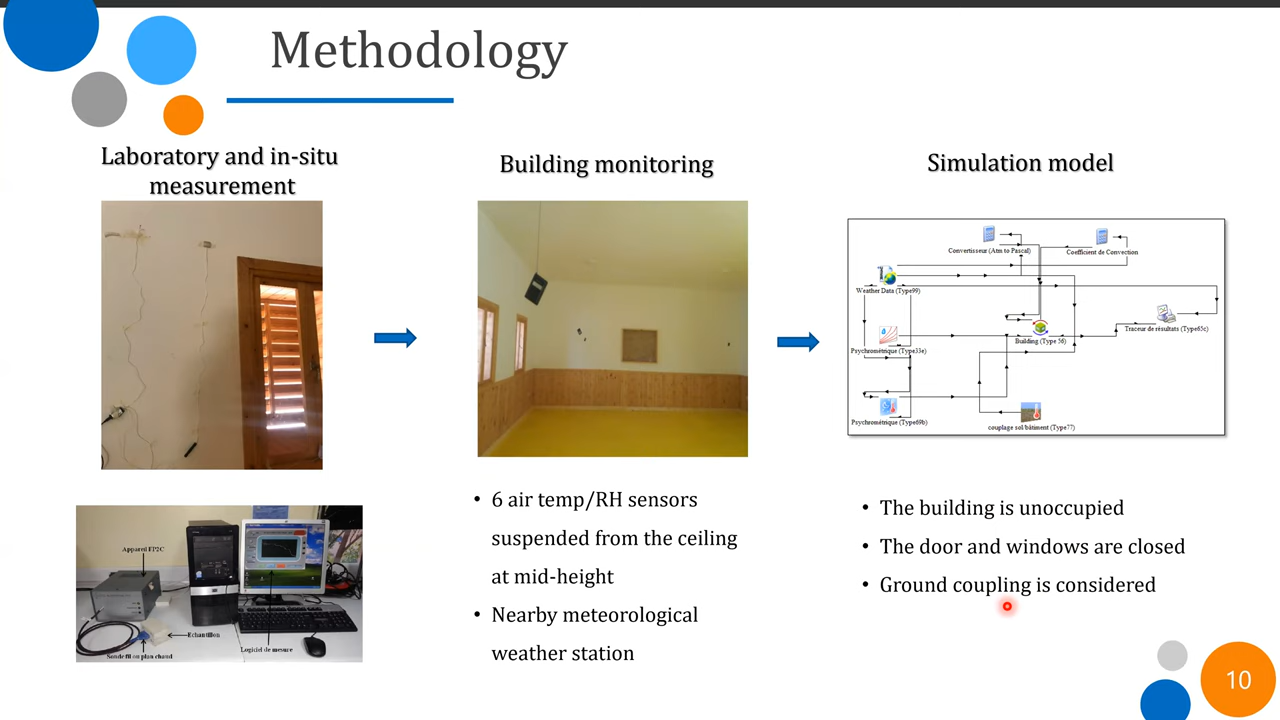 Methodology
Laboratory and in-situ
measurement
Building monitoring
Simulation model
Convertisseur (Atm to Pascal)
Coefficient de Convection
Weather Data (Type99)
Traceur de résultats (Type65c)
Building (Type 56)
Psychrométrique (Type33e)
Psychrométrique (Type69b)
couplage sol/bâtiment (Type77)
Appareil FP2C
Echantillon
Sonde fil ou plan chaud
Logiciel de mesure
• 6 air temp/RH sensors
suspended from the ceiling
at mid-height
• Nearby meteorological
weather station
• The building is unoccupied
• The door and windows are closed
• Ground coupling is considered
10